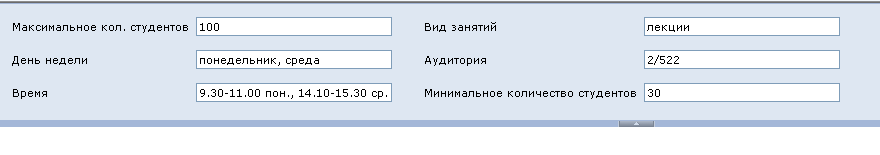 Максимальное кол. студентов 100 Вид занятий лекции
День недели понедельник, среда Аудитория 2/522
Время 9.30-11.00 пон., 14.10-15.30 ср. Минимальное количество студентов 30